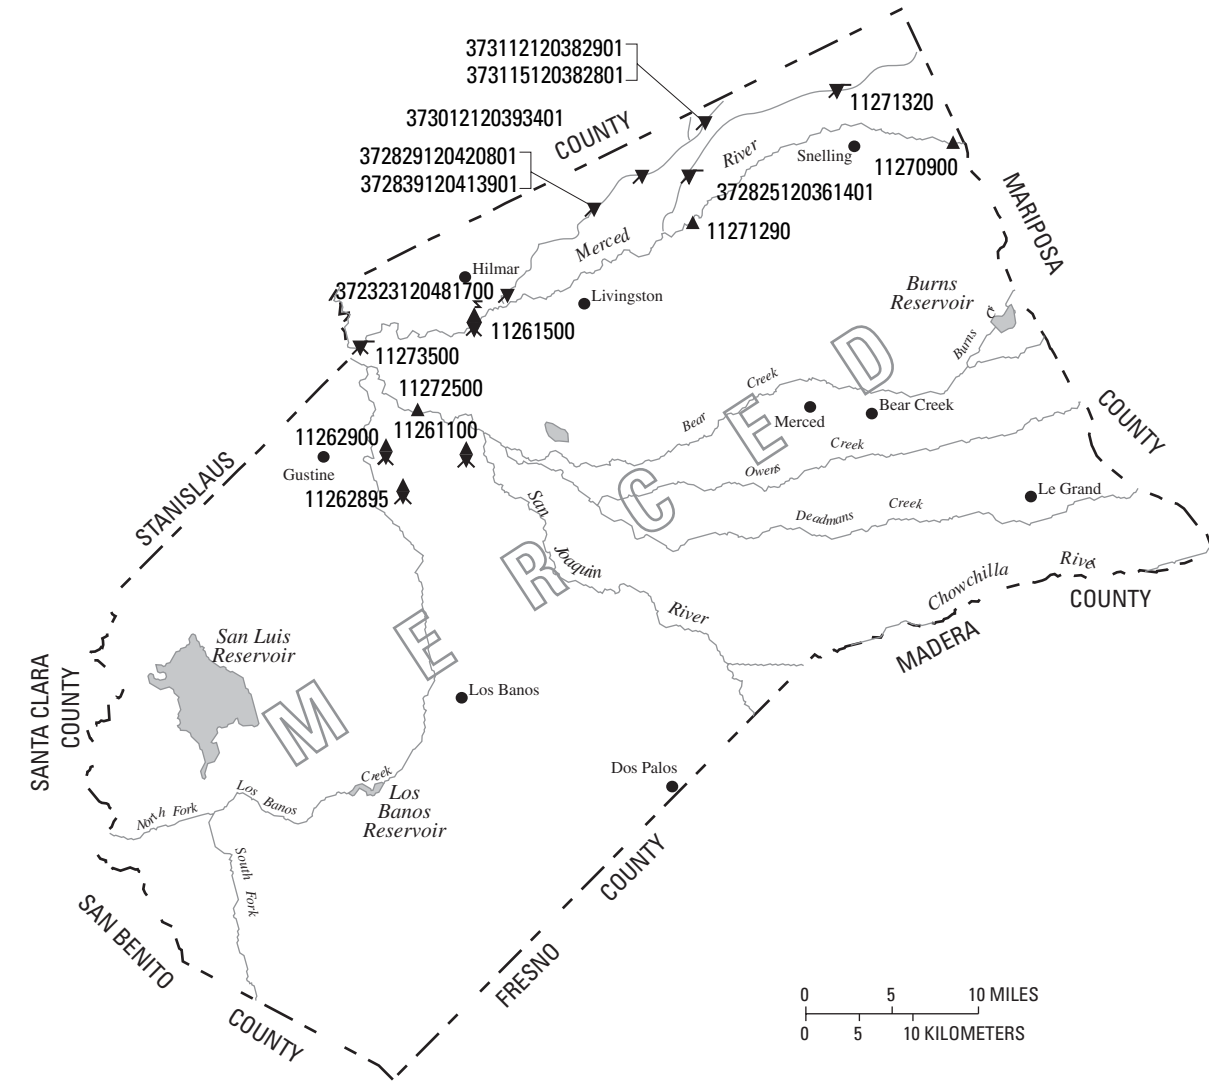 373112120382901
373115120382801
373012120393401
COUNTY
372829120420801
372839120413901
11271320
River
Snelling
11270900
372825120361401
11271290
Merced
MARIPOSA
Hilmar
372323120481700
Livingston
11261500
Burns
Reservoir
Burns Cr
11273500
11272500
11261100
11262900
Gustine
11262895
STANISLAUS
Bear Creek
Merced
Bear Creek
COUNTY
Owens Creek
Deadmans Creek
Le Grand
MERCED
San Joaquin River
Chowchilla River
COUNTY
MADERA
San Luis
Reservoir
SANTA CLARA
COUNTY
Los Banos
Dos Palos
North Fork
Los Banos Creek
Los
Banos
Reservoir
South Fork
COUNTY
FRESNO
SAN BENITO
COUNTY
0 5 10 MILES
0 5 10 KILOMETERS